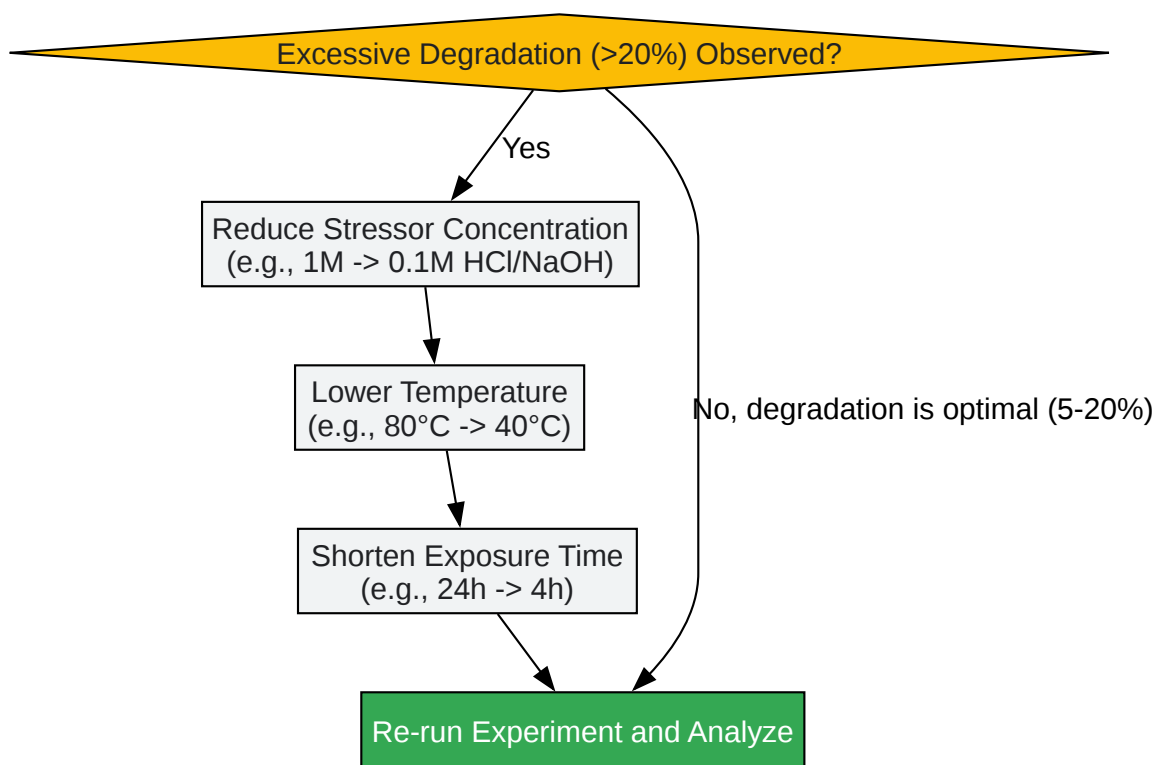 Excessive Degradation (>20%) Observed?
Yes
Reduce Stressor Concentration
(e.g., 1M -> 0.1M HCl/NaOH)
Lower Temperature
(e.g., 80°C -> 40°C)
No, degradation is optimal (5-20%)
Shorten Exposure Time
(e.g., 24h -> 4h)
Re-run Experiment and Analyze